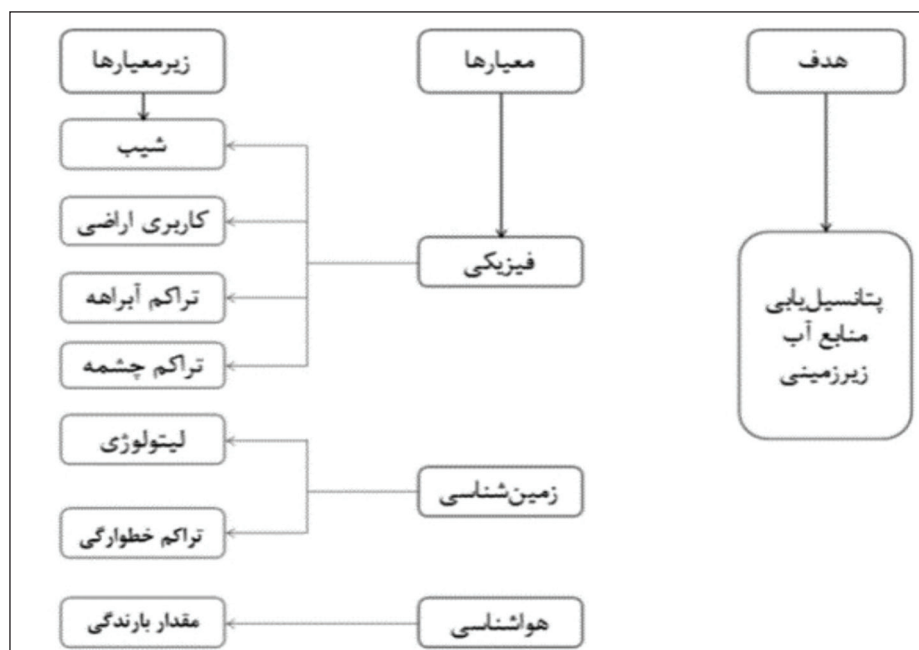 هدف
معیارها
زیرمعیارها
پتانسیل‌یابی
منابع آب
زیرزمینی
فیزیکی
شیب
کاربری اراضی
تراکم آبراهه
تراکم چشمه
زمین‌شناسی
لیتولوژی
تراکم خطوارگی
هواشناسی
مقدار بارندگی